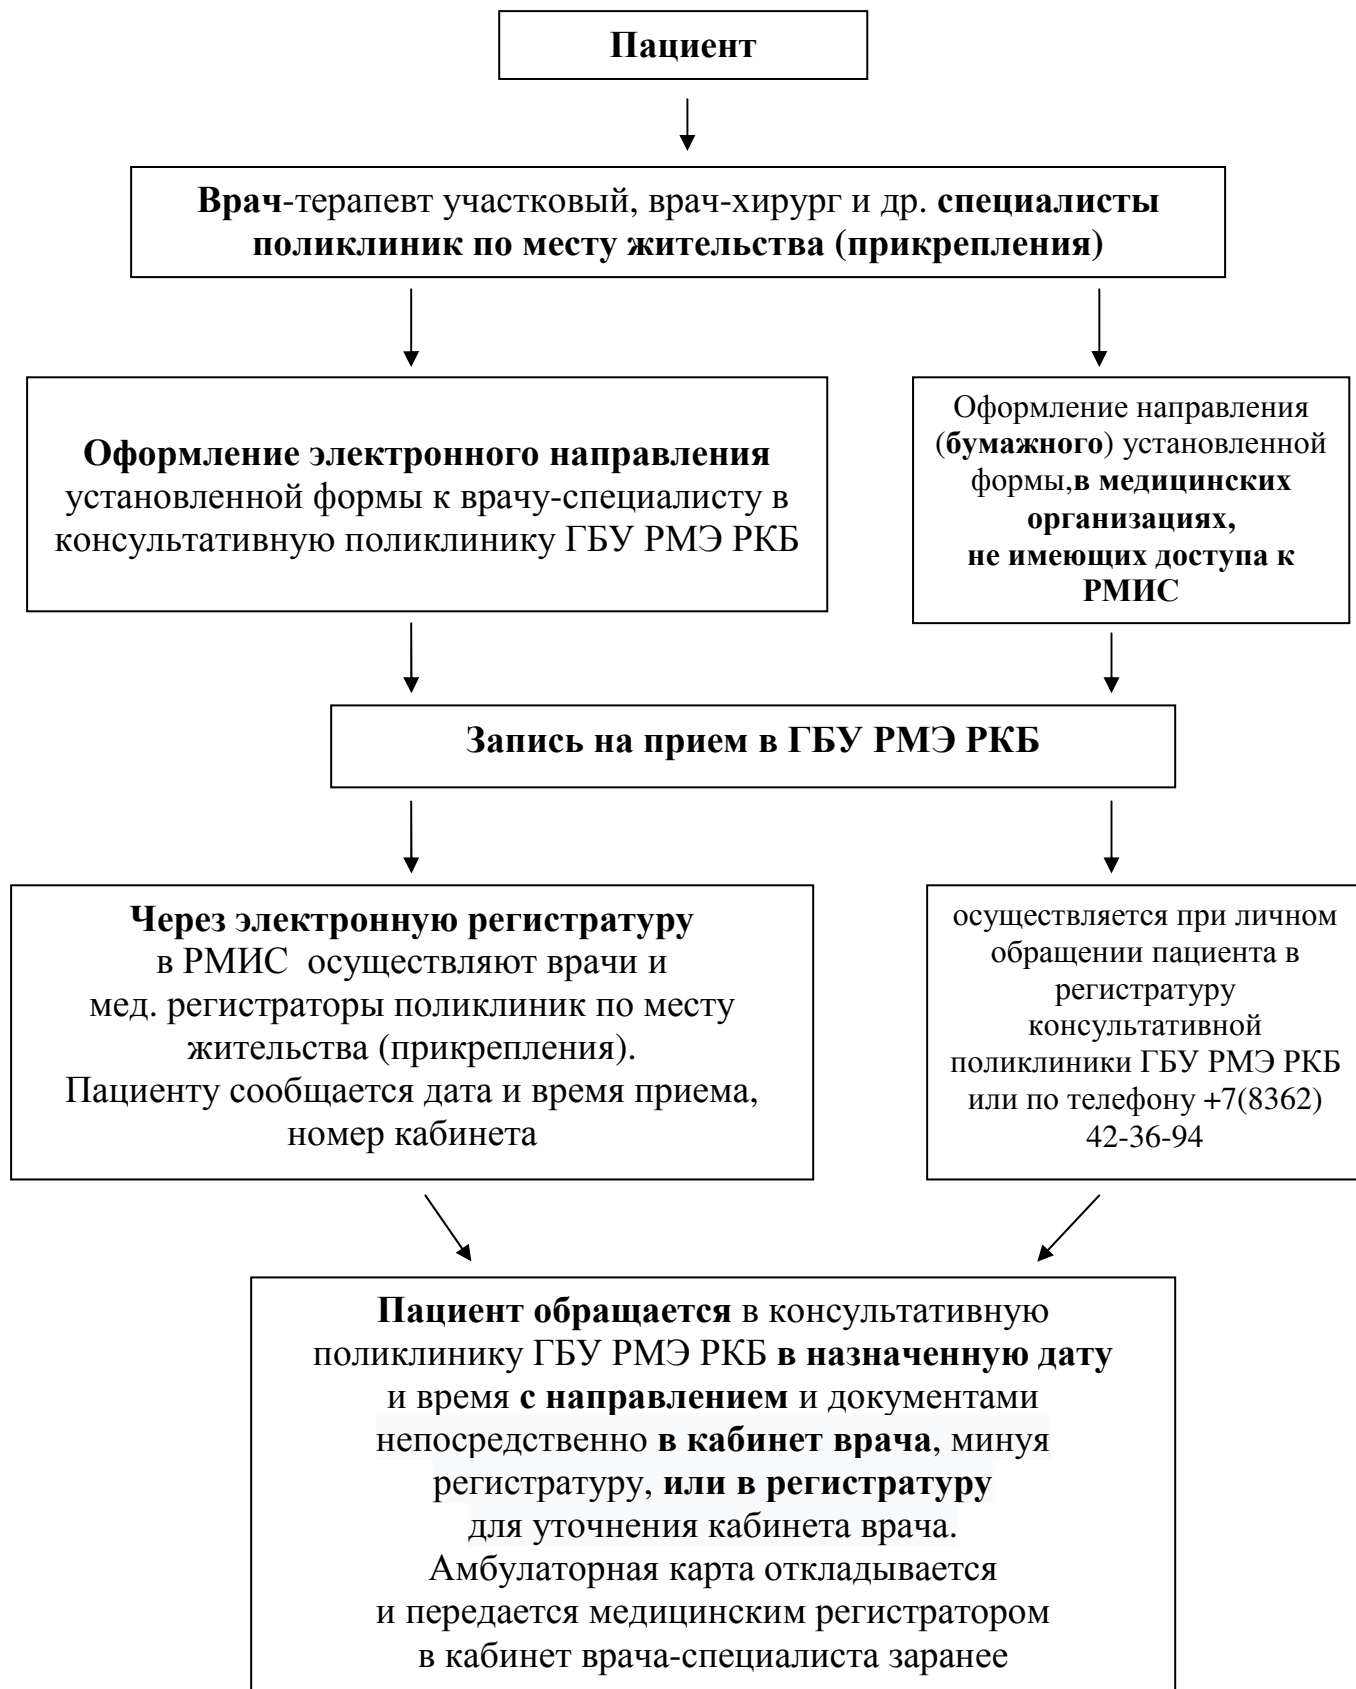 Пациент
Врач-терапевт участковый, врач-хирург и др. специалисты
поликлиник по месту жительства (прикрепления)
Оформление электронного направления
установленной формы к врачу-специалисту в
консультативную поликлинику ГБУ РМЭ РКБ
Оформление направления
(бумажного) установленной
формы,в медицинских
организациях,
не имеющих доступа к
РМИС
Запись на прием в ГБУ РМЭ РКБ
Через электронную регистратуру
в РМИС осуществляют врачи и
мед. регистраторы поликлиник по месту
жительства (прикрепления).
Пациенту сообщается дата и время приема,
номер кабинета
осуществляется при личном
обращении пациента в
регистратуру
консультативной
поликлиники ГБУ РМЭ РКБ
или по телефону +7(8362)
42-36-94
Пациент обращается в консультативную
поликлинику ГБУ РМЭ РКБ в назначенную дату
и время с направлением и документами
непосредственно в кабинет врача, минуя
регистратуру, или в регистратуру
для уточнения кабинета врача.
Амбулаторная карта откладывается
и передается медицинским регистратором
в кабинет врача-специалиста заранее